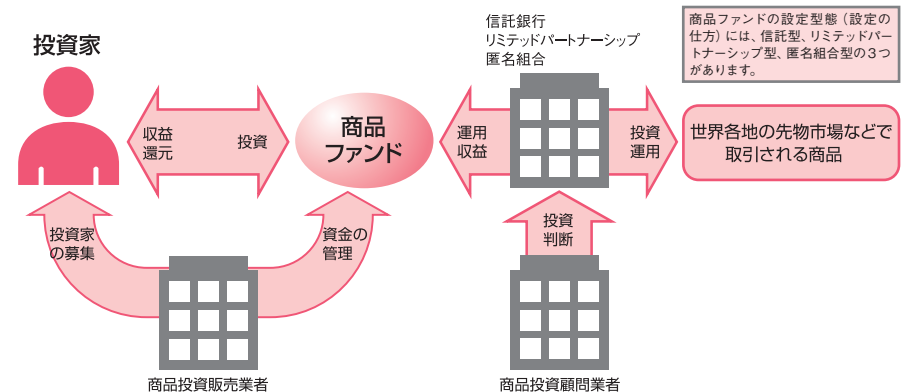 投資家
収益
還元
投資
商品
ファンド
信託銀行
リミテッドパートナーシップ
匿名組合
運用
収益
投資
運用
商品ファンドの設定型態（設定の
仕方）には、信託型、リミテッドパー
トナーシップ型、匿名組合型の３つ
があります。
世界各地の先物市場などで
取引される商品
投資家
の募集
資金の
管理
投資
判断
商品投資販売業者
商品投資顧問業者